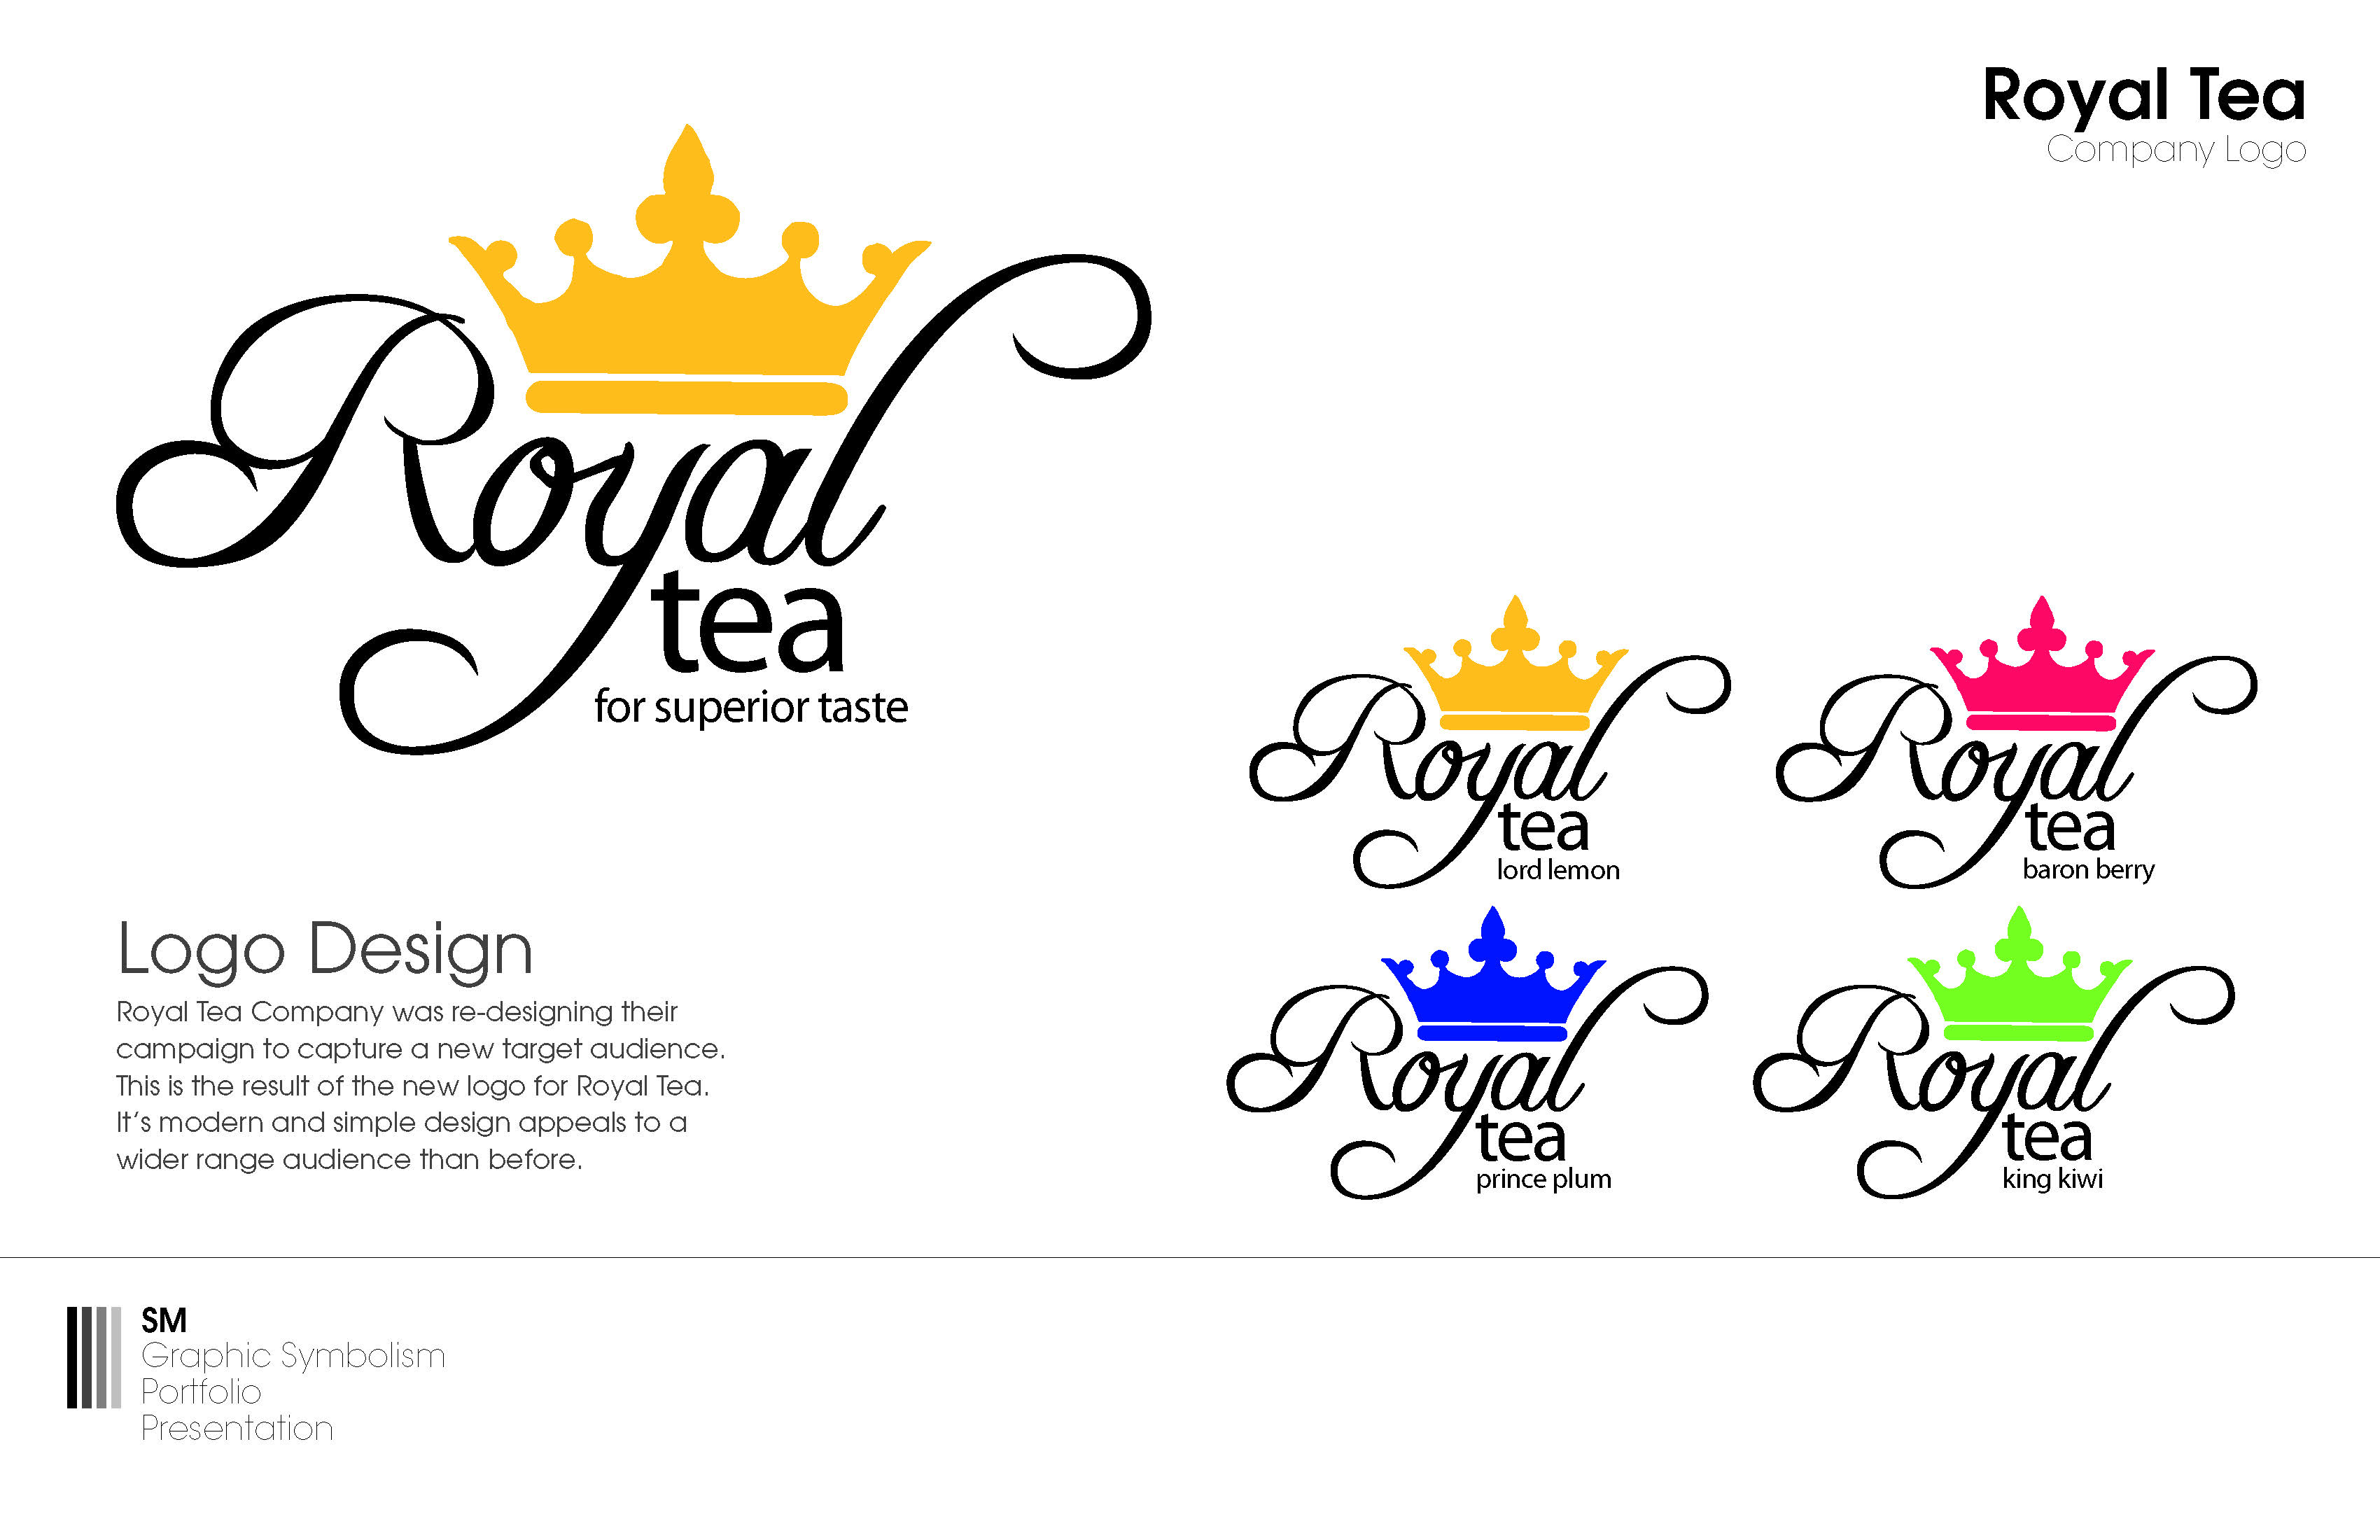 Royal Tea
Company Logo
Royal
tea
for superior taste
Royal
tea
lord lemon
Royal
tea
baron berry
Royal
tea
prince plum
Royal
tea
king kiwi
Logo Design
Royal Tea Company was re-designing their
campaign to capture a new target audience.
This is the result of the new logo for Royal Tea.
It's modern and simple design appeals to a
wider range audience than before.
SM
Graphic Symbolism
Portfolio
Presentation